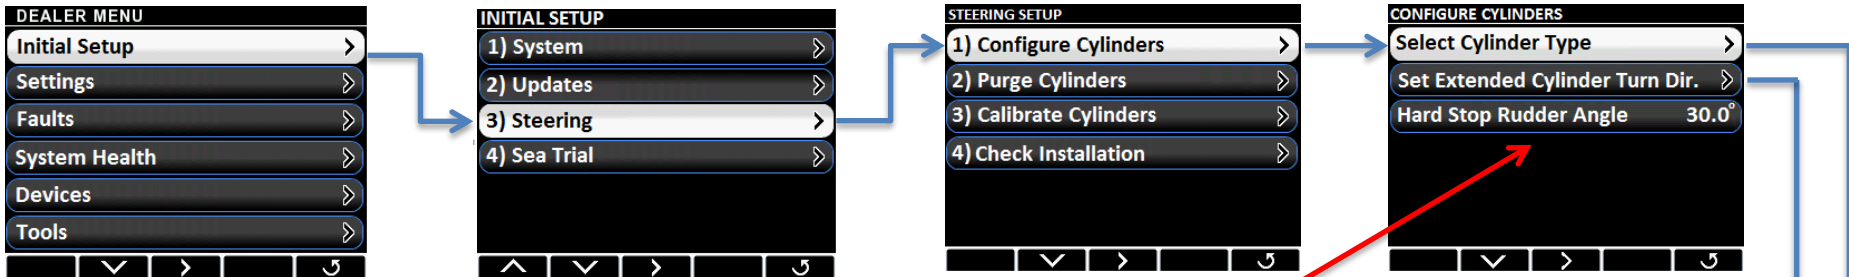 DEALER MENU
Initial Setup
Settings
Faults
System Health
Devices
Tools
INITIAL SETUP
1) System
2) Updates
3) Steering
4) Sea Trial
STEERING SETUP
1) Configure Cylinders
2) Purge Cylinders
3) Calibrate Cylinders
4) Check Installation
CONFIGURE CYLINDERS
Select Cylinder Type
Set Extended Cylinder Turn Dir.
Hard Stop Rudder Angle 30.0°